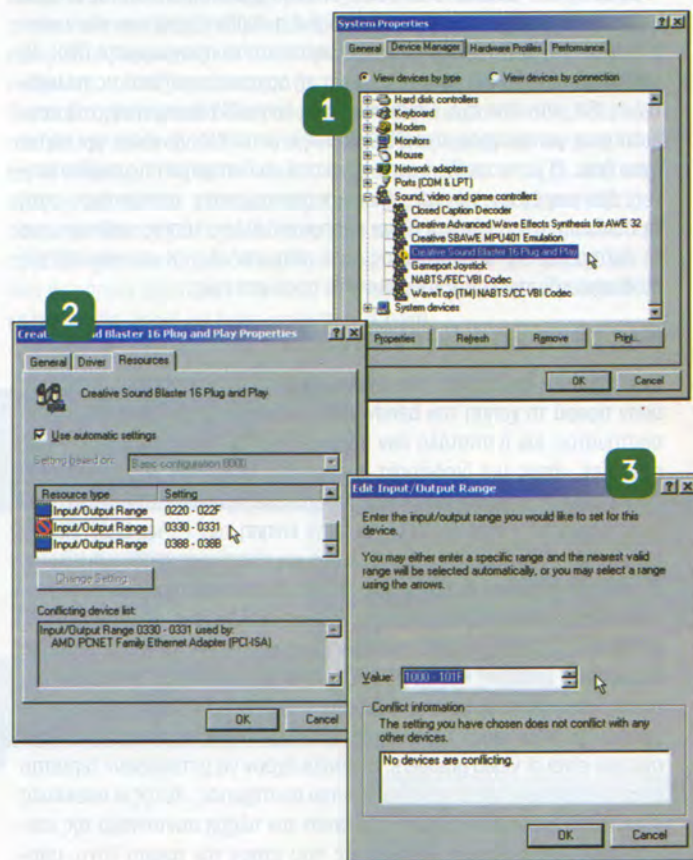 System Properties
General Device Manager Hardware Profiles Performance
View devices by type View devices by connection
1
Hard disk controllers
Keyboard
Modem
Monitors
Mouse
Network adapters
Ports (COM & LPT)
Sound, video and game controllers
Closed Caption Decoder
Creative Advanced Wave Effects Synthesis for AWE 32
Creative SBAWE MPU401 Emulation
Creative Sound Blaster 16 Plug and Play
Gameport Joystick
NABTS/FEC VBI Codec
WaveTop (TM) NABTS/CC VBI Codec
System devices
Properties Refresh Remove Print...
OK Cancel
2
Blaster 16 Plug and Play Properties
General Driver Resources
Creative Sound Blaster 16 Plug and Play
Use automatic settings
Setting based on: Basic configuration 0000
Resource type Setting
Input/Output Range 0220 - 022F
Input/Output Range 0330 - 0331
Input/Output Range 0388 - 038B
Change Setting...
Conflicting device list:
Input/Output Range 0330 - 0331 used by:
AMD PCNET Family Ethernet Adapter (PCI-ISA)
OK Cancel
3
Edit Input/Output Range
Enter the input/output range you would like to set for this
device.
You may either enter a specific range and the nearest valid
range will be selected automatically, or you may select a range
using the arrows.
Value: 1000 - 101F
Conflict information
The setting you have chosen does not conflict with any
other devices.
No devices are conflicting.
OK Cancel